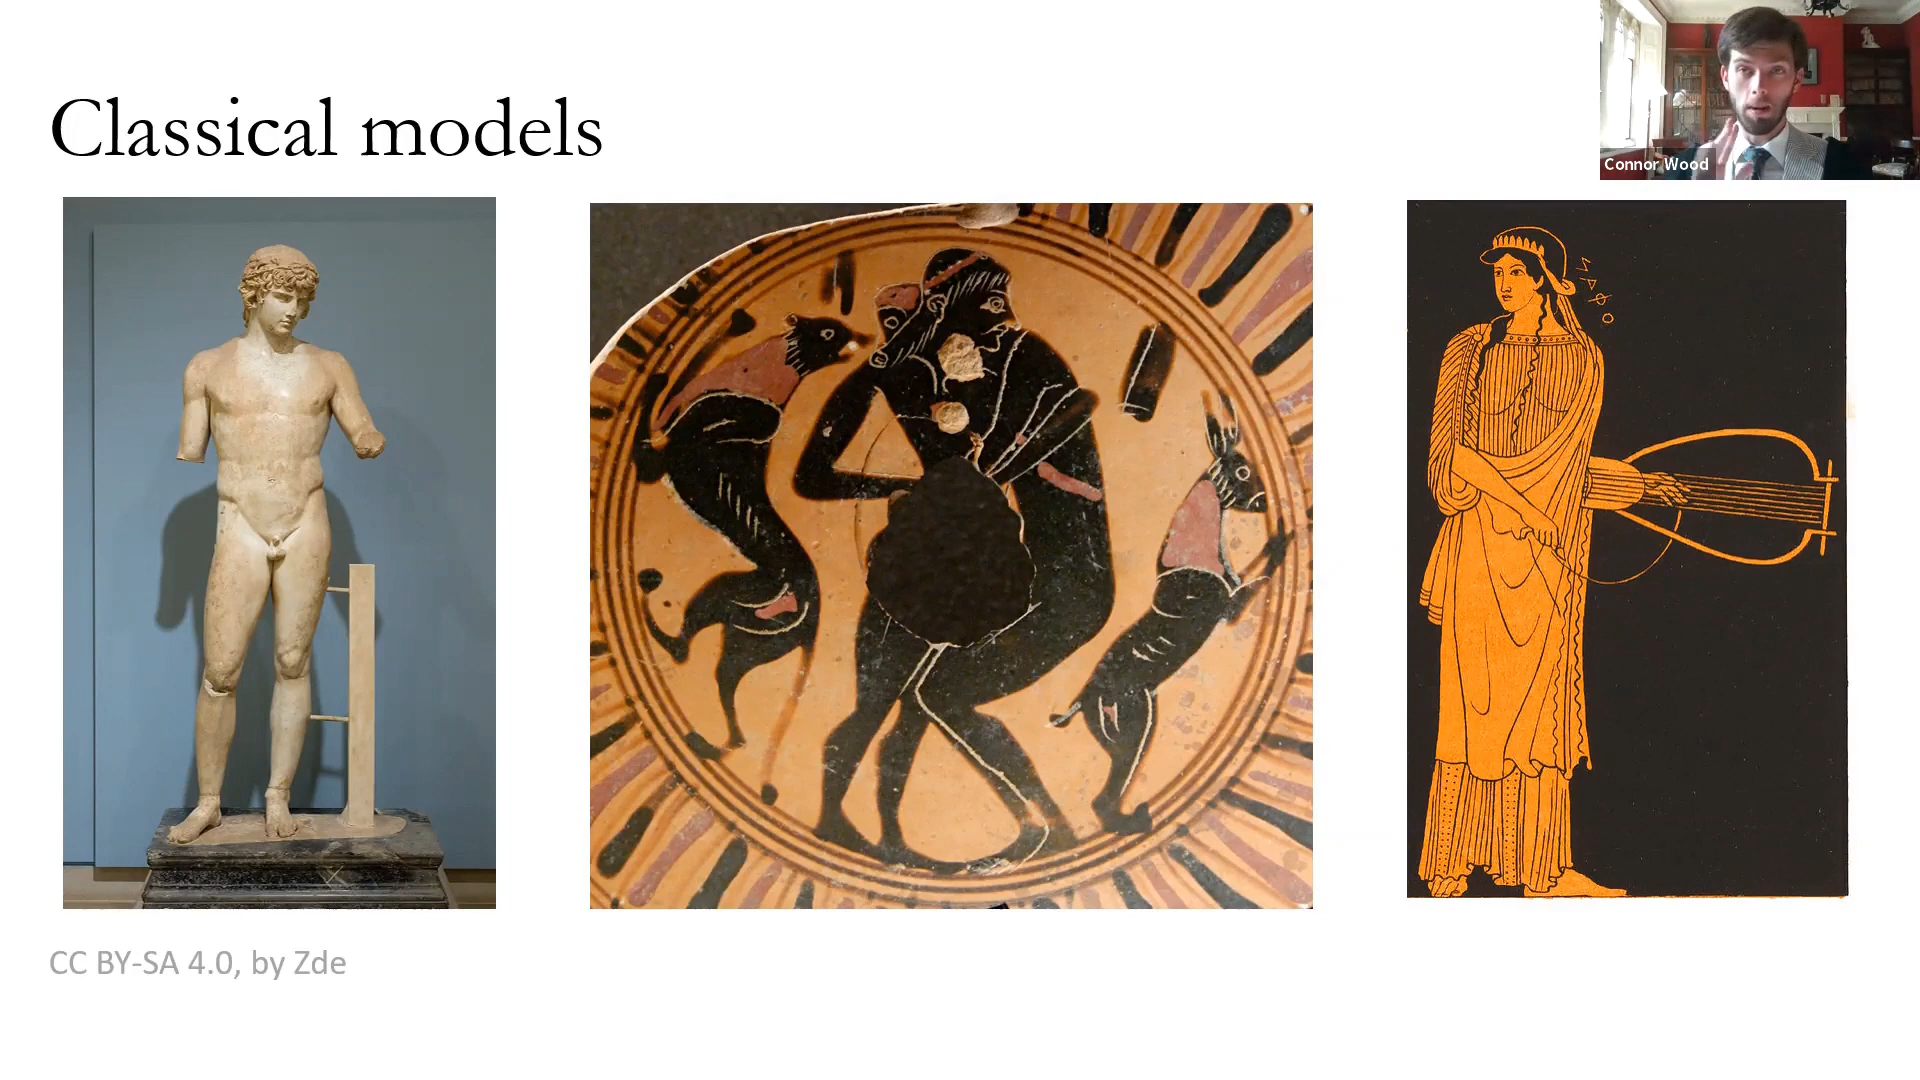 Classical models
Connor Wood
ΣΑΦΟ
CC BY-SA 4.0, by Zde